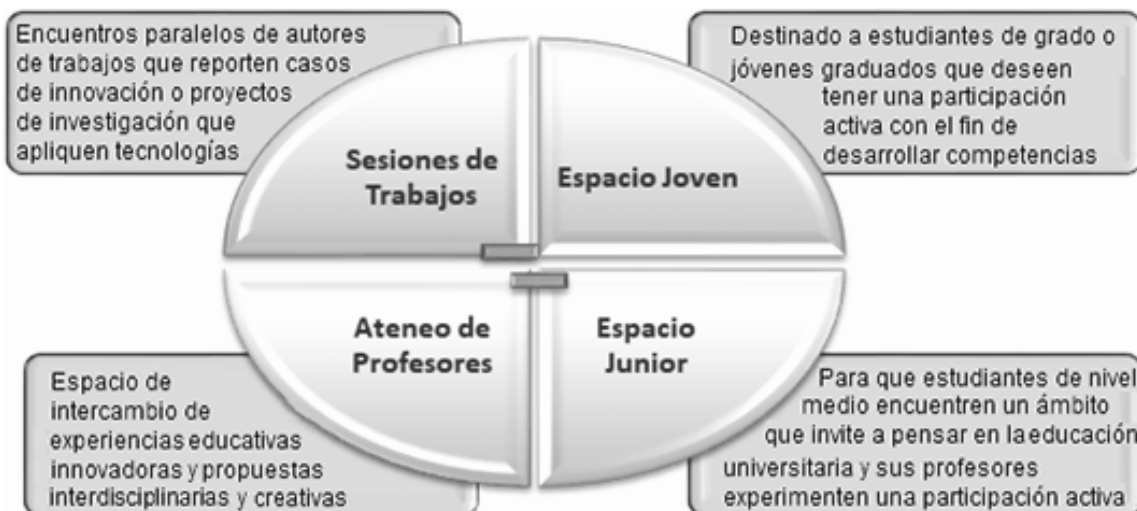 Encuentros paralelos de autores
de trabajos que reporten casos
de innovación o proyectos
de investigación que
apliquen tecnologías
Destinado a estudiantes de grado o
jóvenes graduados que deseen
tener una participación
activa con el fin de
desarrollar competencias
Sesiones de
Trabajos
Espacio Joven
Ateneo de
Profesores
Espacio
Junior
Espacio de
intercambio de
experiencias educativas
innovadoras y propuestas
interdisciplinarias y creativas
Para que estudiantes de nivel
medio encuentren un ámbito
que invite a pensar en la educación
universitaria y sus profesores
experimenten una participación activa